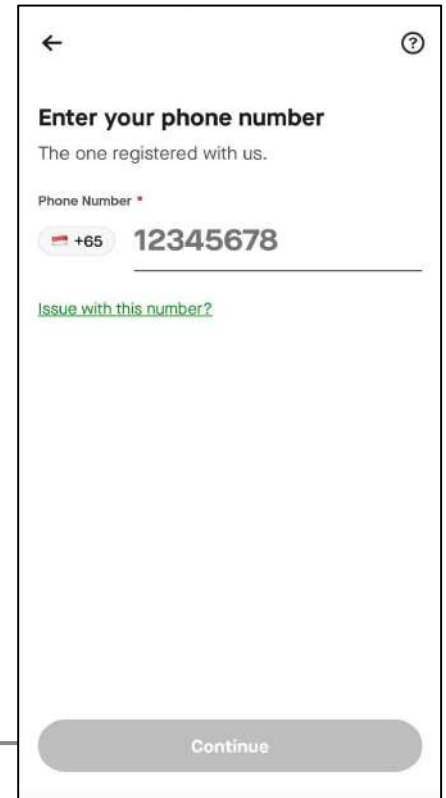 ?
Enter your phone number
The one registered with us.
Phone Number *
+65 12345678
Issue with this number?
Continue